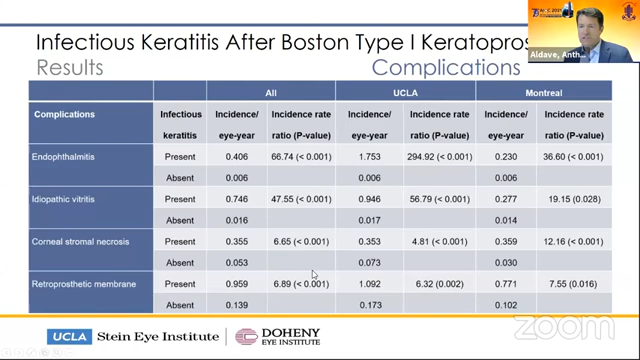 Infectious Keratitis After Boston Type I Keratopros
Results
Complications
Aldave, Anth...
All
UCLA
Montreal
Complications
Infectious keratitis
Incidence/ eye-year
Incidence rate ratio (P-value)
Incidence/ eye-year
Incidence rate ratio (P-value)
Incidence/ eye-year
Incidence rate ratio (P-value)
Endophthalmitis Present 0.406 66.74 (< 0.001) 1.753 294.92 (< 0.001) 0.230 36.60 (< 0.001)
Absent 0.006 0.006 0.006
Idiopathic vitritis Present 0.746 47.55 (< 0.001) 0.946 56.79 (< 0.001) 0.277 19.15 (0.028)
Absent 0.016 0.017 0.014
Corneal stromal necrosis Present 0.355 6.65 (< 0.001) 0.353 4.81 (< 0.001) 0.359 12.16 (< 0.001)
Absent 0.053 0.073 0.030
Retroprosthetic membrane Present 0.959 6.89 (< 0.001) 1.092 6.32 (0.002) 0.771 7.55 (0.016)
Absent 0.139 0.173 0.102
UCLA Stein Eye Institute
DOHENY
EYE INSTITUTE
zoom